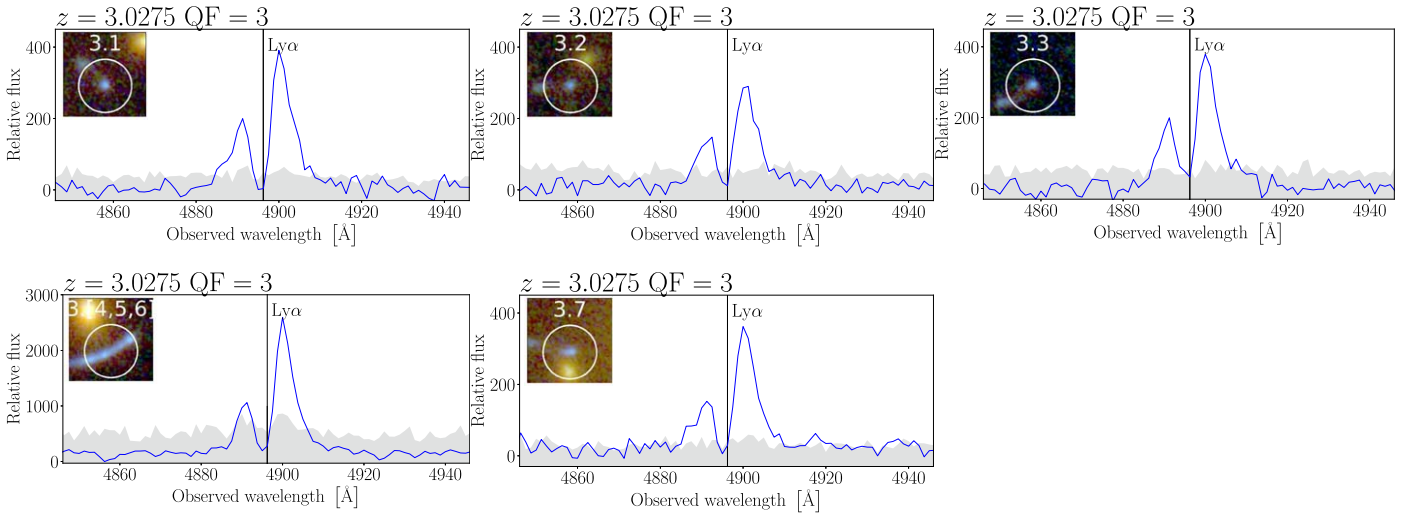 z = 3.0275 QF = 3
400
200
0
Relative flux
3.1
Lyα
4860 4880 4900 4920 4940
Observed wavelength [Å]
z = 3.0275 QF = 3
400
200
0
Relative flux
3.2
Lyα
4860 4880 4900 4920 4940
Observed wavelength [Å]
z = 3.0275 QF = 3
400
200
0
Relative flux
3.3
Lyα
4860 4880 4900 4920 4940
Observed wavelength [Å]
z = 3.0275 QF = 3
3000
2000
1000
0
Relative flux
3.[4,5,6]
Lyα
4860 4880 4900 4920 4940
Observed wavelength [Å]
z = 3.0275 QF = 3
400
200
0
Relative flux
3.7
Lyα
4860 4880 4900 4920 4940
Observed wavelength [Å]